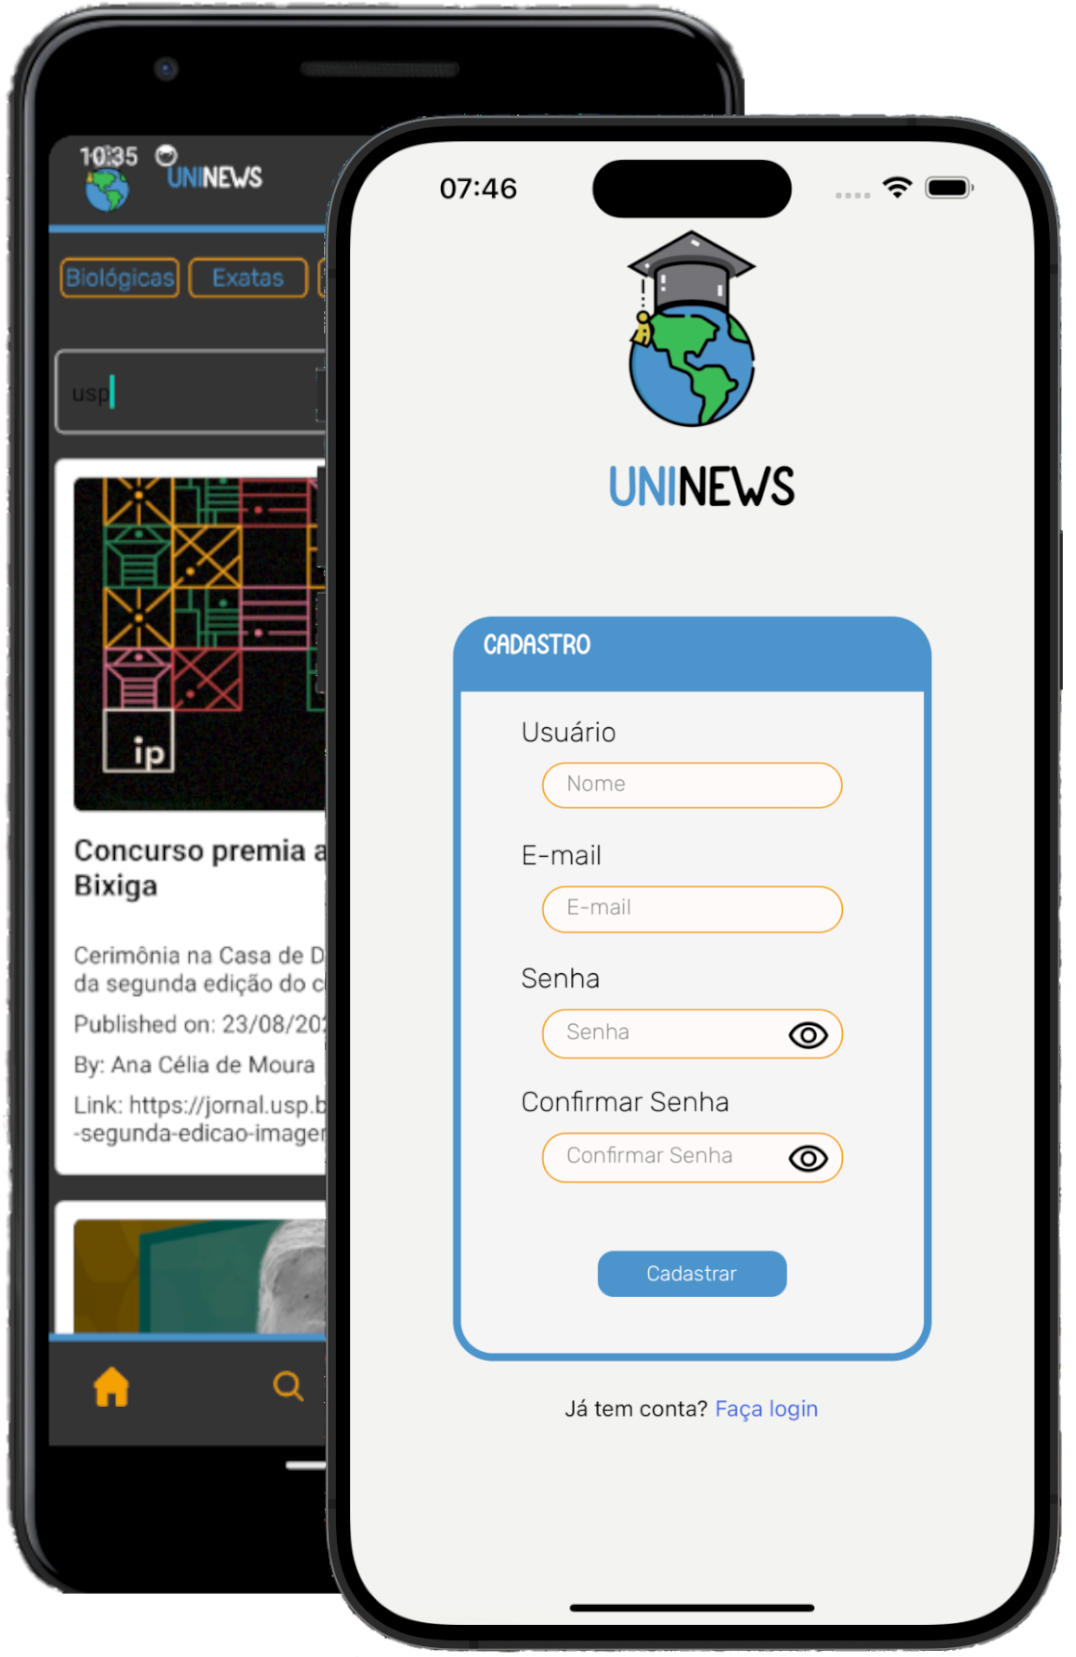 10:35
UNINEWS
Biológicas
Exatas
usp
ip
Concurso premia a
Bixiga
Cerimônia na Casa de D
da segunda edição do c
Published on: 23/08/20
By: Ana Célia de Moura
Link: https://jornal.usp.b
-segunda-edicao-imager
07:46
UNINEWS
CADASTRO
Usuário
Nome
E-mail
E-mail
Senha
Senha
Confirmar Senha
Confirmar Senha
Cadastrar
Já tem conta? Faça login